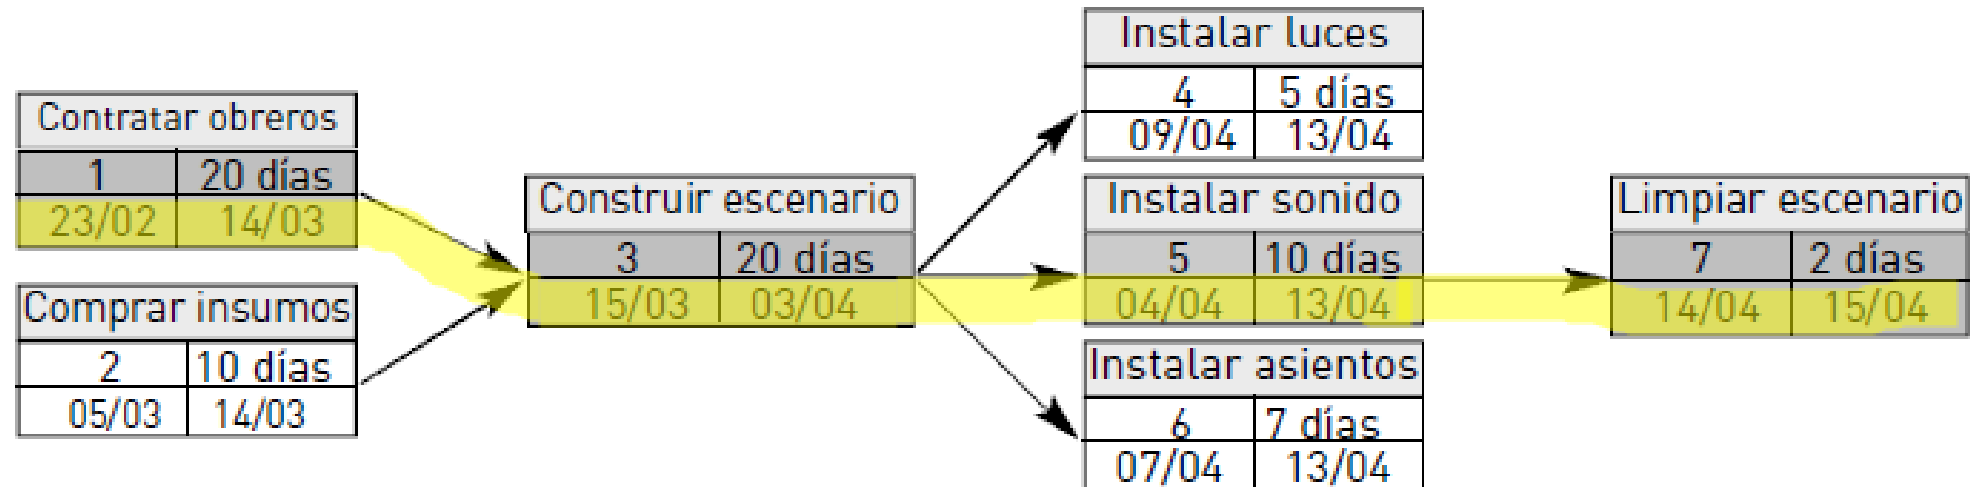 Contratar obreros
1 20 días
23/02 14/03
Comprar insumos
2 10 días
05/03 14/03
Construir escenario
3 20 días
15/03 03/04
Instalar luces
4 5 días
09/04 13/04
Instalar sonido
5 10 días
04/04 13/04
Instalar asientos
6 7 días
07/04 13/04
Limpiar escenario
7 2 días
14/04 15/04